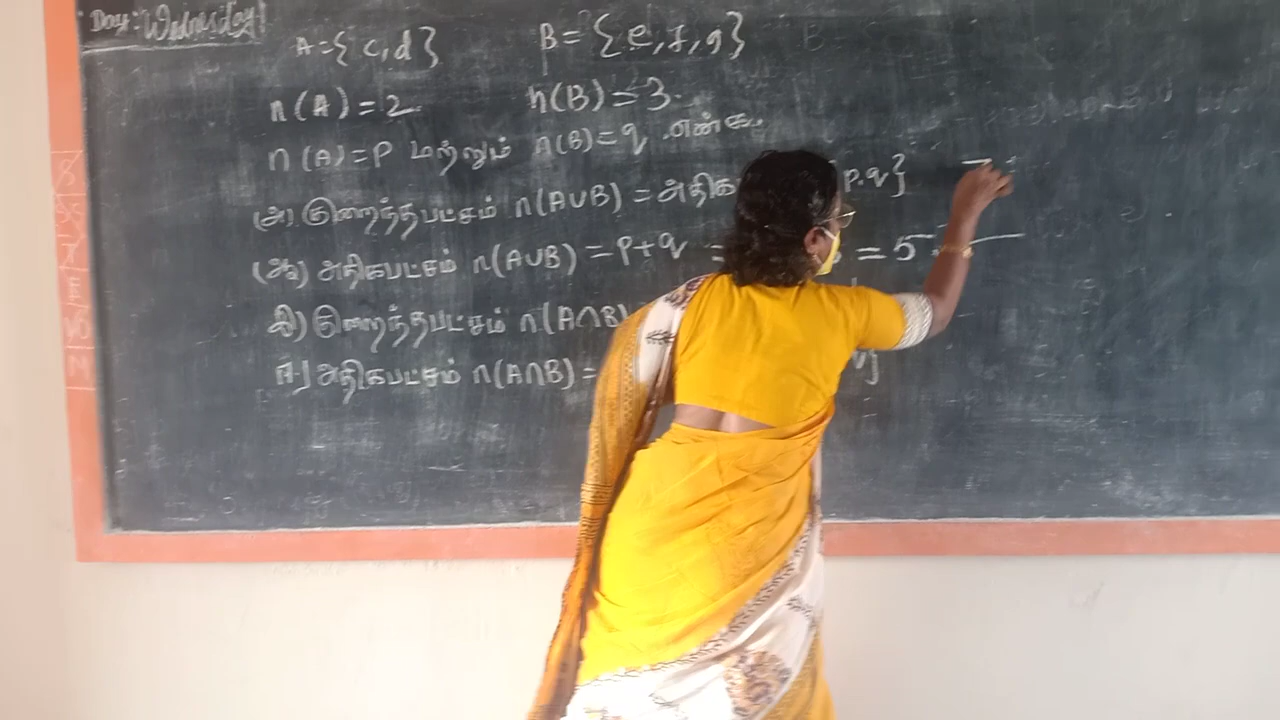 Day: Wednesday
A={c,d} B={e,f,g}
n(A)=2 n(B)=3.
n(A)=p மற்றும் n(B)=q என்க.
(அ) குறைந்தபட்சம் n(AUB) = அதிக p.q}
(ஆ) அதிகபட்சம் n(AUB) = p+q = = 5
இ) குறைந்தபட்சம் n(A∩B)
ஈ) அதிகபட்சம் n(A∩B) =